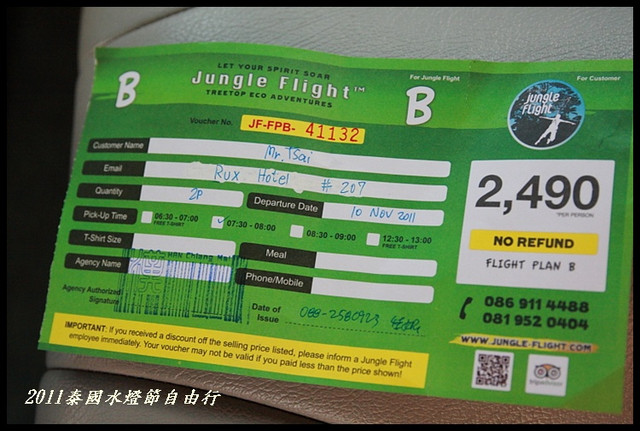 LET YOUR SPIRIT SOAR
Jungle Flight™
TREETOP ECO ADVENTURES
B
B
For Jungle Flight
For Customer
Jungle Flight
Voucher No. JF-FPB- 41132
Customer Name Mr. Tsai
Email Rux Hotel # 207
Quantity 2P Departure Date 10 NOV 2011
Pick-Up Time 06:30 - 07:00 FREE T-SHIRT 07:30 - 08:00 08:30 - 09:00 12:30 - 13:00 FREE T-SHIRT
T-Shirt Size Meal
Agency Name Chiang Mai Phone/Mobile
Agency Authorized Signature
Date of Issue 088-2580923
2,490
*PER PERSON
NO REFUND
FLIGHT PLAN B
086 911 4488
081 952 0404
WWW.JUNGLE-FLIGHT.COM
tripadvisor
IMPORTANT: If you received a discount off the selling price listed, please inform a Jungle Flight
employee immediately. Your voucher may not be valid if you paid less than the price shown!
2011泰國水燈節自由行